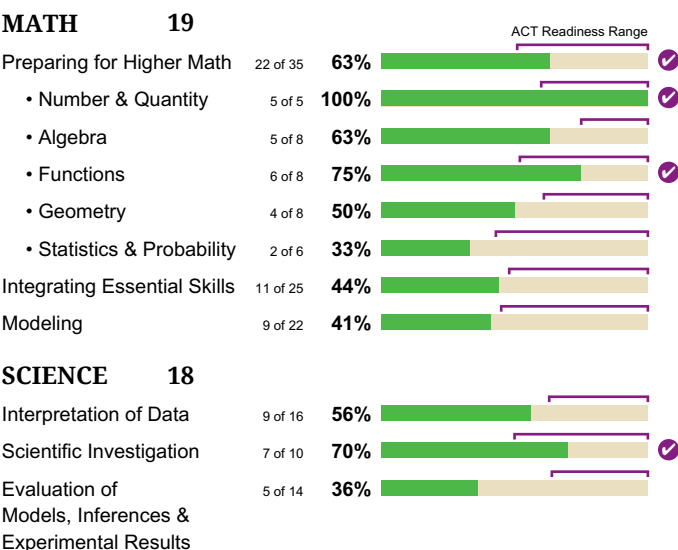 MATH 19
ACT Readiness Range
Preparing for Higher Math 22 of 35 63%
• Number & Quantity 5 of 5 100%
• Algebra 5 of 8 63%
• Functions 6 of 8 75%
• Geometry 4 of 8 50%
• Statistics & Probability 2 of 6 33%
Integrating Essential Skills 11 of 25 44%
Modeling 9 of 22 41%
SCIENCE 18
Interpretation of Data 9 of 16 56%
Scientific Investigation 7 of 10 70%
Evaluation of 5 of 14 36%
Models, Inferences &
Experimental Results